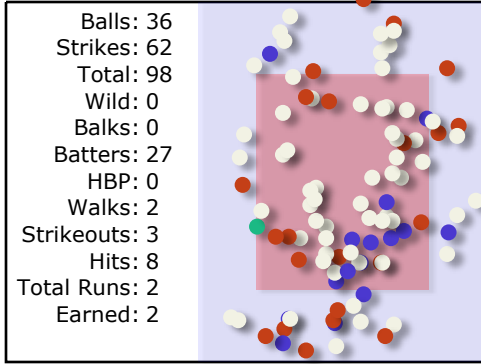 Balls: 36
Strikes: 62
Total: 98
Wild: 0
Balks: 0
Batters: 27
HBP: 0
Walks: 2
Strikeouts: 3
Hits: 8
Total Runs: 2
Earned: 2